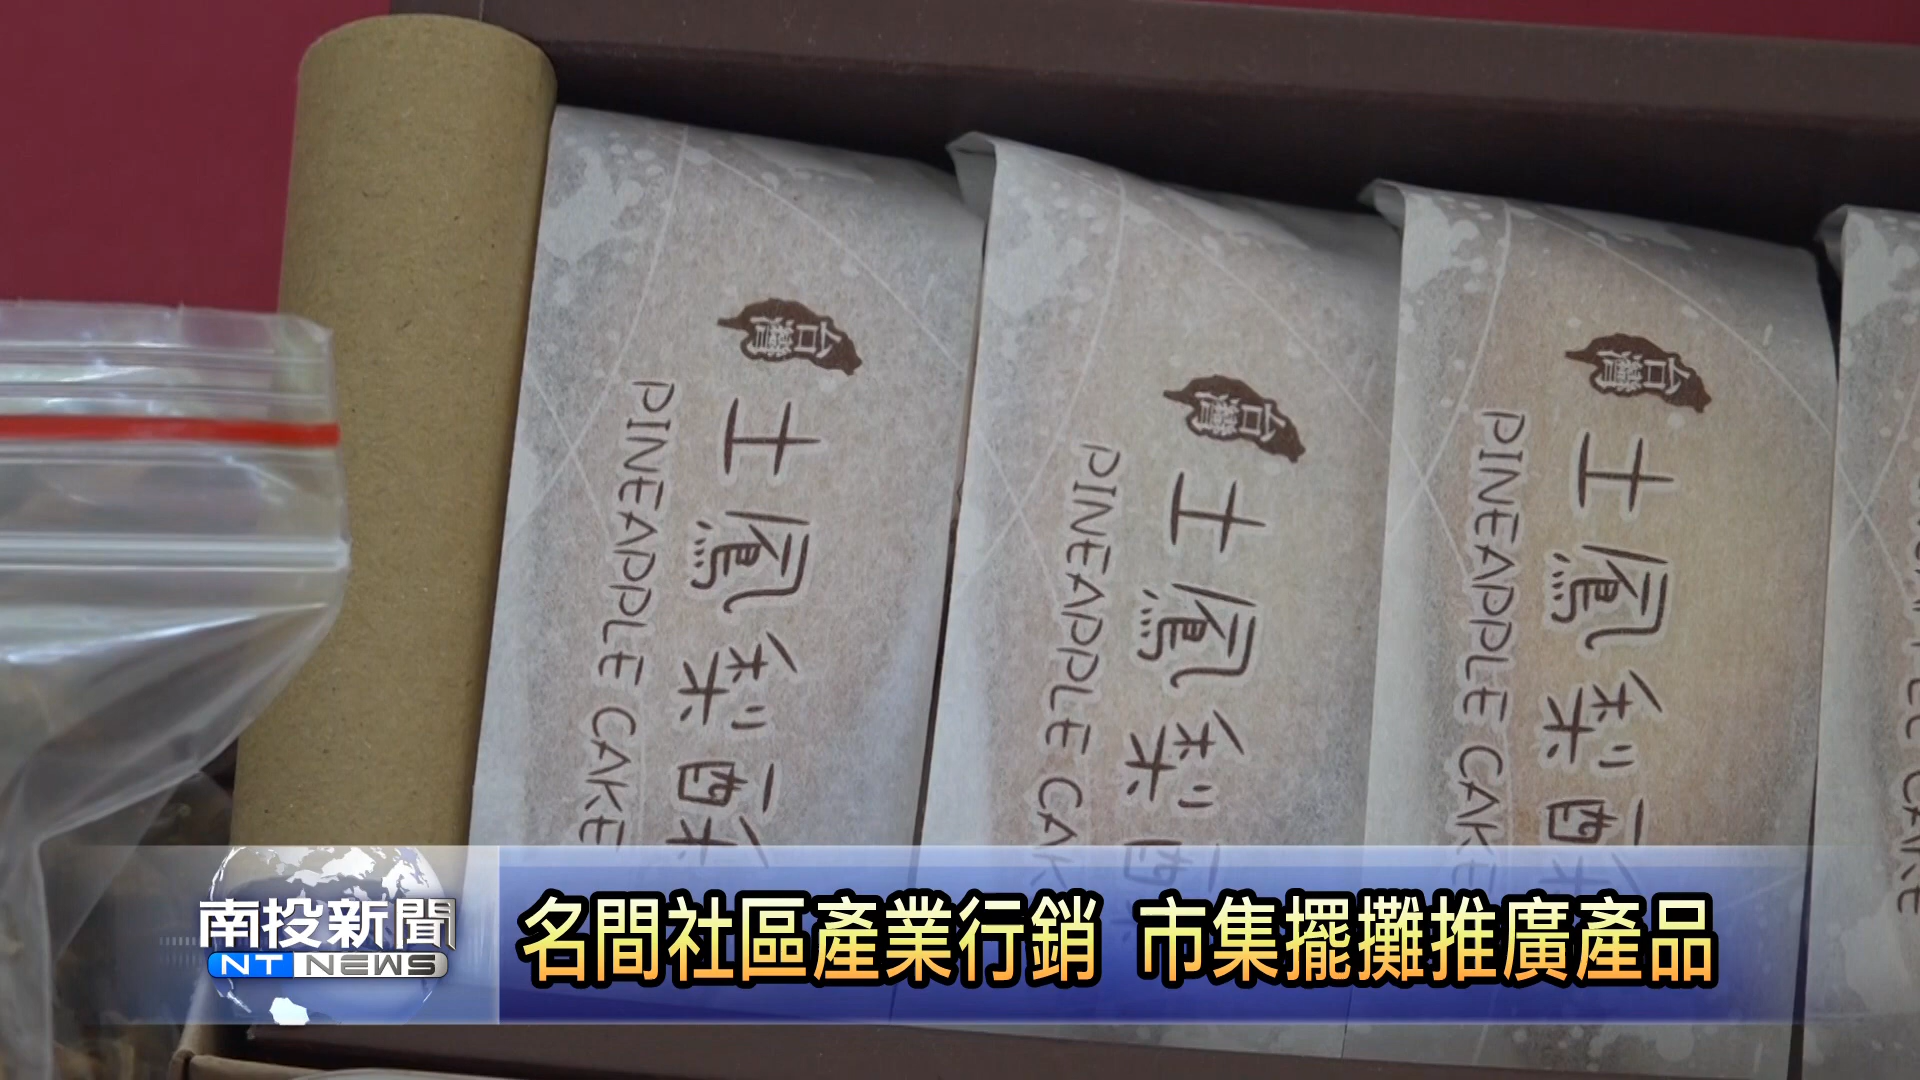 台灣
土鳳梨酥
PINEAPPLE CAKE
台灣
土鳳梨酥
PINEAPPLE CAK
台灣
土鳳梨酥
PINEAPPLE CAKE
南投新聞
NT NEWS
名間社區產業行銷 市集擺攤推廣產品